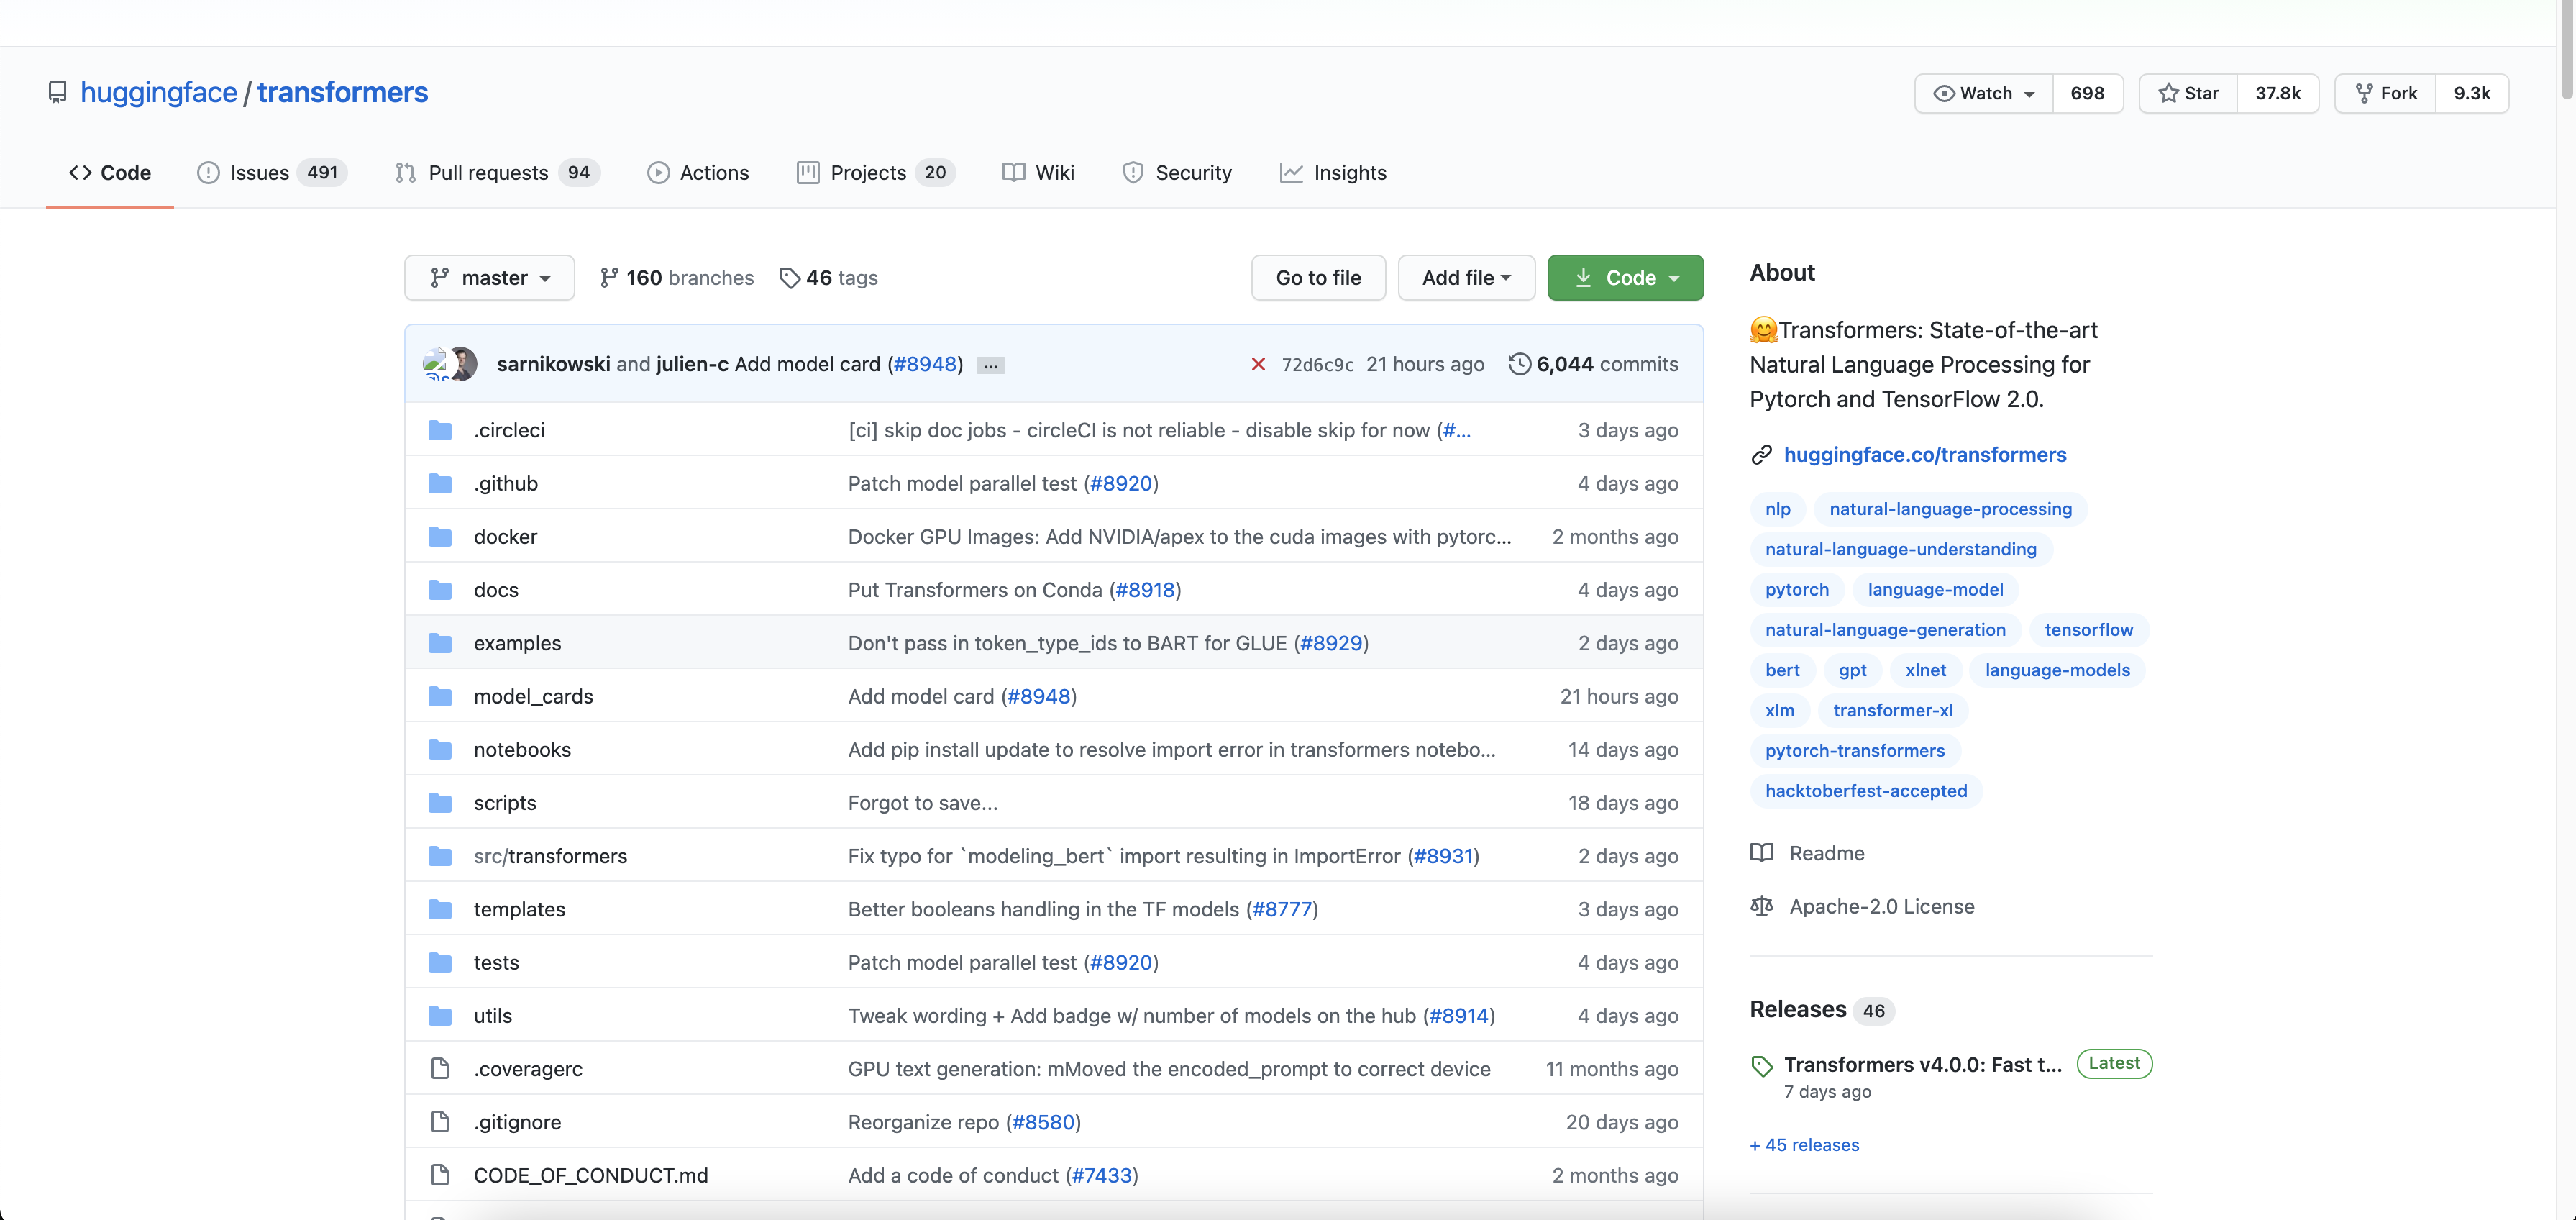 huggingface / transformers
Watch 698 Star 37.8k Fork 9.3k
Code Issues 491 Pull requests 94 Actions Projects 20 Wiki Security Insights
master 160 branches 46 tags Go to file Add file Code
sarnikowski and julien-c Add model card (#8948) ... 72d6c9c 21 hours ago 6,044 commits
.circleci [ci] skip doc jobs - circleCI is not reliable - disable skip for now (#... 3 days ago
.github Patch model parallel test (#8920) 4 days ago
docker Docker GPU Images: Add NVIDIA/apex to the cuda images with pytorc... 2 months ago
docs Put Transformers on Conda (#8918) 4 days ago
examples Don't pass in token_type_ids to BART for GLUE (#8929) 2 days ago
model_cards Add model card (#8948) 21 hours ago
notebooks Add pip install update to resolve import error in transformers notebo... 14 days ago
scripts Forgot to save... 18 days ago
src/transformers Fix typo for `modeling_bert` import resulting in ImportError (#8931) 2 days ago
templates Better booleans handling in the TF models (#8777) 3 days ago
tests Patch model parallel test (#8920) 4 days ago
utils Tweak wording + Add badge w/ number of models on the hub (#8914) 4 days ago
.coveragerc GPU text generation: mMoved the encoded_prompt to correct device 11 months ago
.gitignore Reorganize repo (#8580) 20 days ago
CODE_OF_CONDUCT.md Add a code of conduct (#7433) 2 months ago
About
🤗Transformers: State-of-the-art
Natural Language Processing for
Pytorch and TensorFlow 2.0.
huggingface.co/transformers
nlp natural-language-processing
natural-language-understanding
pytorch language-model
natural-language-generation tensorflow
bert gpt xlnet language-models
xlm transformer-xl
pytorch-transformers
hacktoberfest-accepted
Readme
Apache-2.0 License
Releases 46
Transformers v4.0.0: Fast t... Latest
7 days ago
+ 45 releases